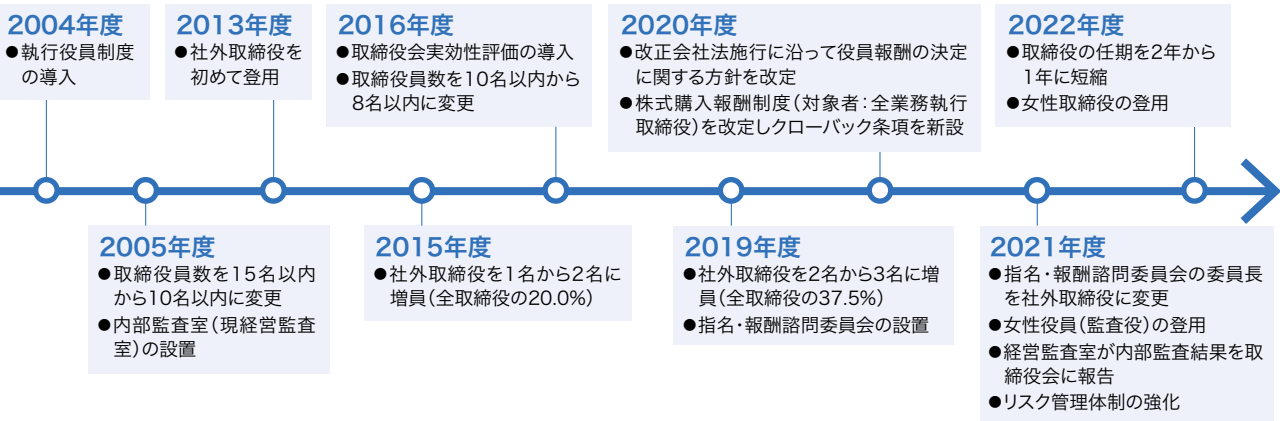 2004年度
●執行役員制度
の導入
2013年度
●社外取締役を
初めて登用
2016年度
●取締役会実効性評価の導入
●取締役員数を10名以内から
8名以内に変更
2020年度
●改正会社法施行に沿って役員報酬の決定
に関する方針を改定
●株式購入報酬制度（対象者：全業務執行
取締役）を改定しクローバック条項を新設
2022年度
●取締役の任期を2年から
1年に短縮
●女性取締役の登用
2005年度
●取締役員数を15名以内
から10名以内に変更
●内部監査室（現経営監査
室）の設置
2015年度
●社外取締役を1名から2名に
増員（全取締役の20.0%）
2019年度
●社外取締役を2名から3名に増
員（全取締役の37.5%）
●指名・報酬諮問委員会の設置
2021年度
●指名・報酬諮問委員会の委員長
を社外取締役に変更
●女性役員（監査役）の登用
●経営監査室が内部監査結果を取
締役会に報告
●リスク管理体制の強化